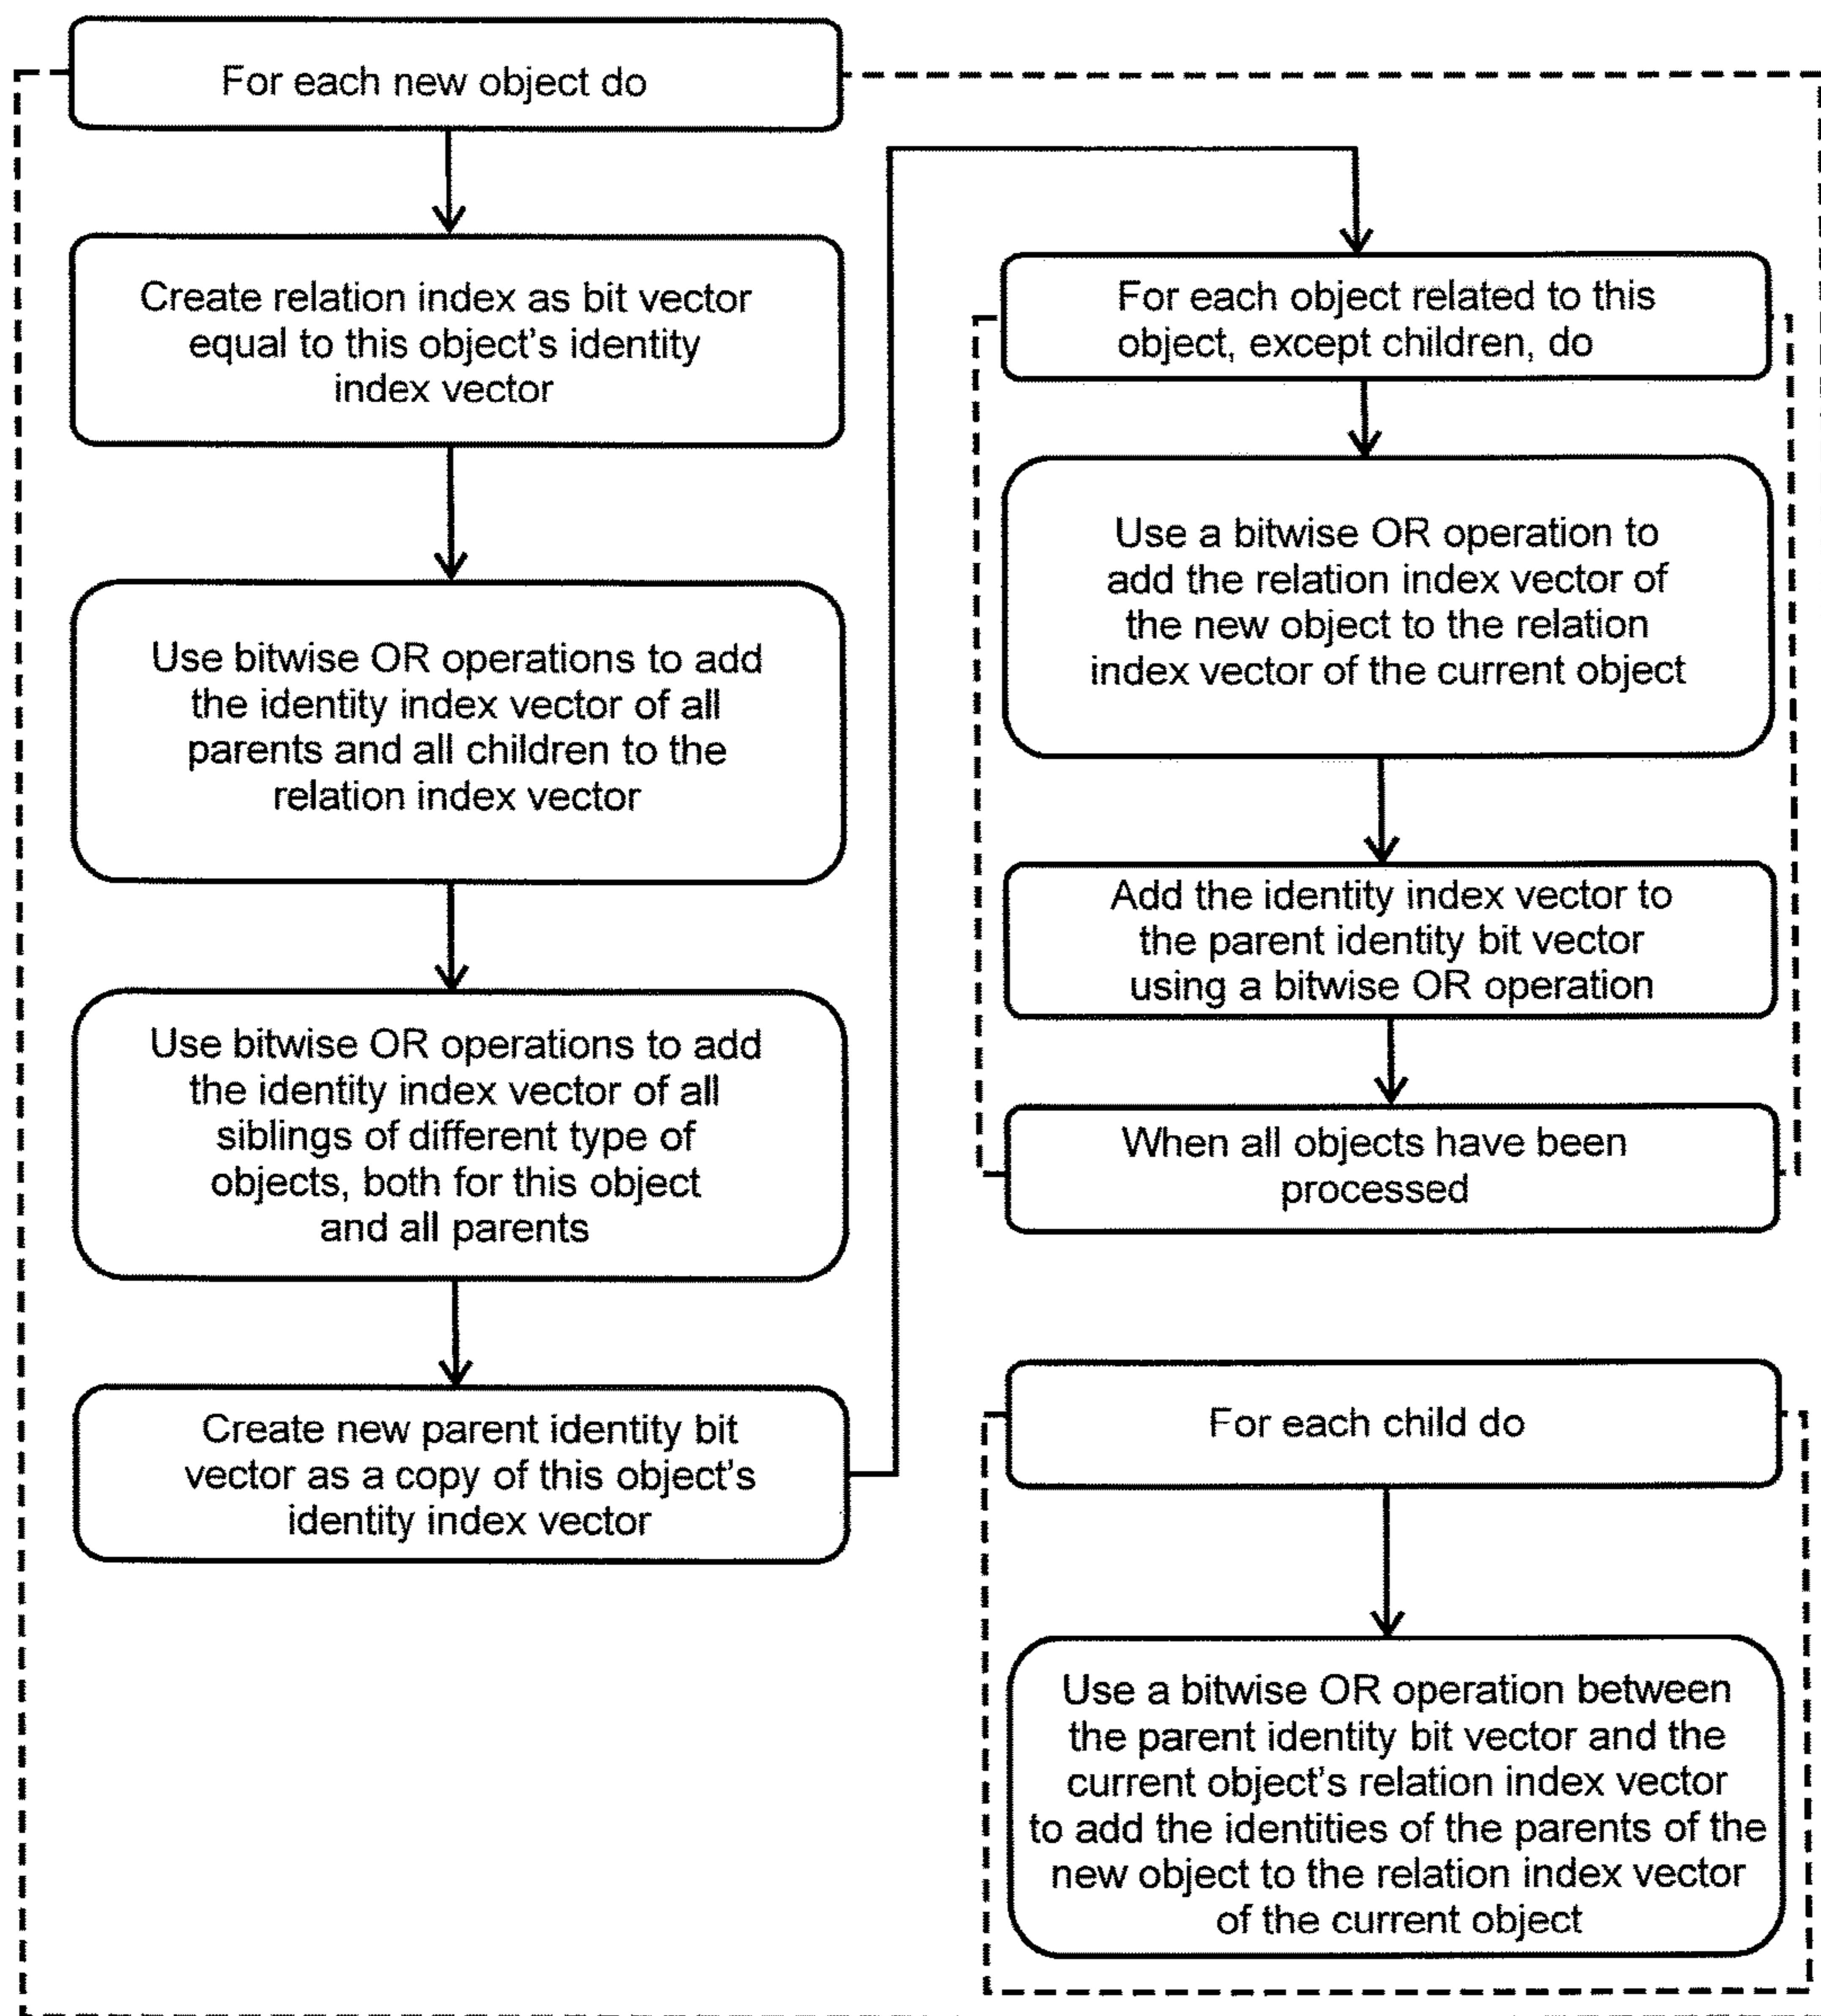 For each new object do
Create relation index as bit vector
equal to this object's identity
index vector
Use bitwise OR operations to add
the identity index vector of all
parents and all children to the
relation index vector
Use bitwise OR operations to add
the identity index vector of all
siblings of different type of
objects, both for this object
and all parents
Create new parent identity bit
vector as a copy of this object's
identity index vector
For each object related to this
object, except children, do
Use a bitwise OR operation to
add the relation index vector of
the new object to the relation
index vector of the current object
Add the identity index vector to
the parent identity bit vector
using a bitwise OR operation
When all objects have been
processed
For each child do
Use a bitwise OR operation between
the parent identity bit vector and the
current object's relation index vector
to add the identities of the parents of the
new object to the relation index vector
of the current object